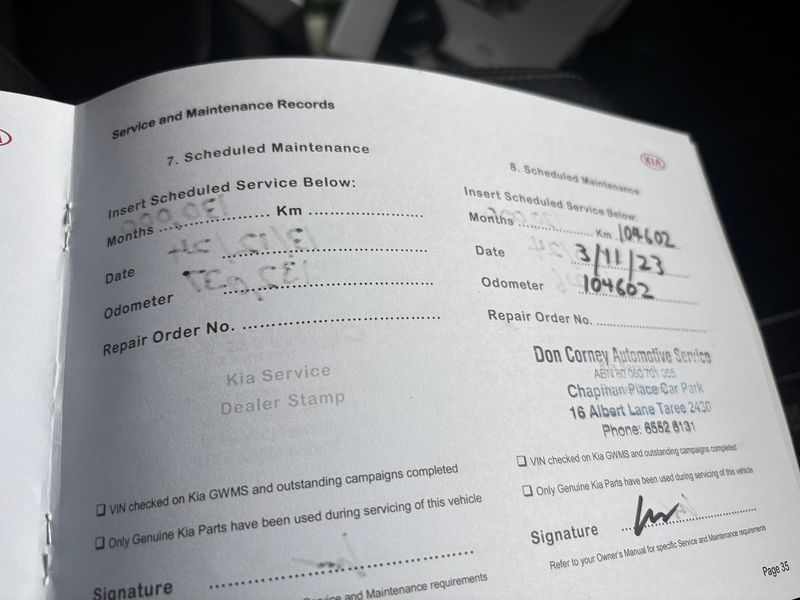 Service and Maintenance Records
7. Scheduled Maintenance
Insert Scheduled Service Below:
Months .................... Km ....................
Date ....................
Odometer ....................
Repair Order No. ....................
Kia Service
Dealer Stamp
❑ VIN checked on Kia GWMS and outstanding campaigns completed
❑ Only Genuine Kia Parts have been used during servicing of this vehicle
Signature ....................
and Maintenance requirements
KIA
8. Scheduled Maintenance
Insert Scheduled Service Below:
Months .................... Km 104602
Date 3/11/23
Odometer 104602
Repair Order No. ....................
Don Corney Automotive Service
Chapman Place Car Park
16 Albert Lane Taree 2430
Phone: 6552 6131
❑ VIN checked on Kia GWMS and outstanding campaigns completed
❑ Only Genuine Kia Parts have been used during servicing of this vehicle
Signature ....................
Refer to your Owner's Manual for specific Service and Maintenance requirements
Page 35